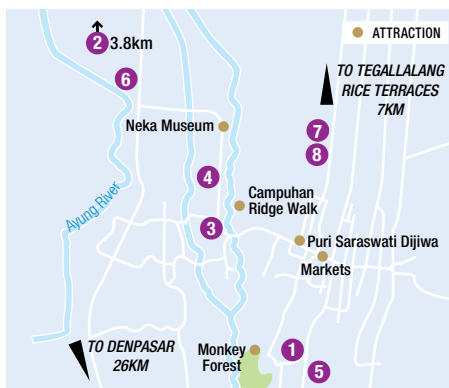 2 3.8km
ATTRACTION
6
TO TEGALLALANG
RICE TERRACES
7KM
Neka Museum
7
8
4
Campuhan
Ridge Walk
Ayung River
3
Puri Saraswati Dijiwa
Markets
TO DENPASAR
26KM
Monkey
Forest
1
5